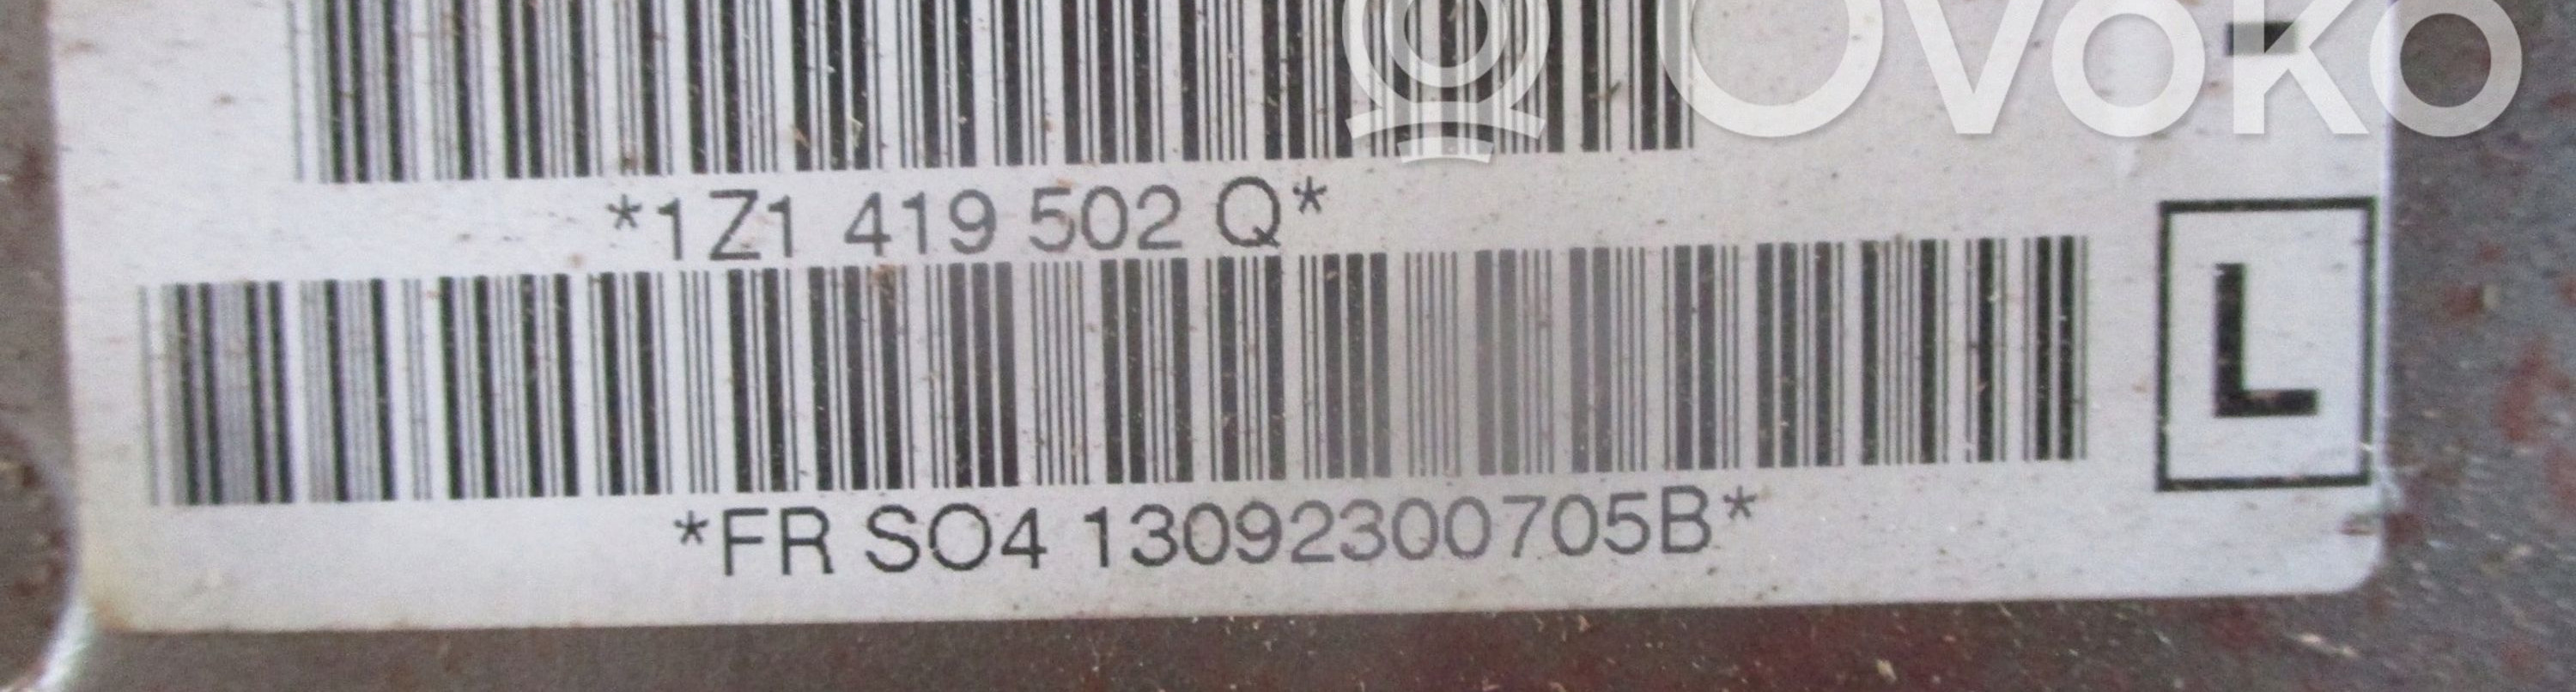 OVOKO
*1Z1 419 502 Q*
L
*FR SO4 13092300705B*